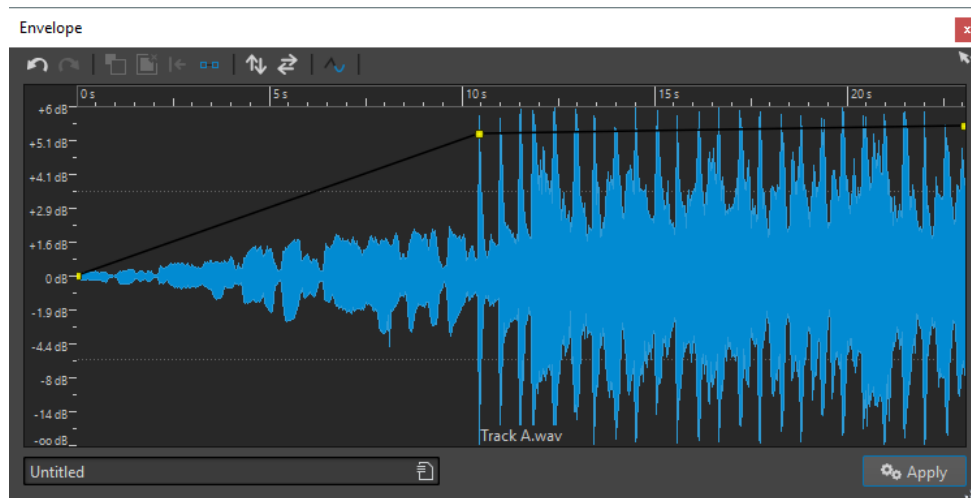 Envelope
x
0 s 5 s 10 s 15 s 20 s
+6 dB
+5.1 dB
+4.1 dB
+2.9 dB
+1.6 dB
0 dB
-1.9 dB
-4.4 dB
-8 dB
-14 dB
-oo dB
Track A.wav
Untitled
Apply